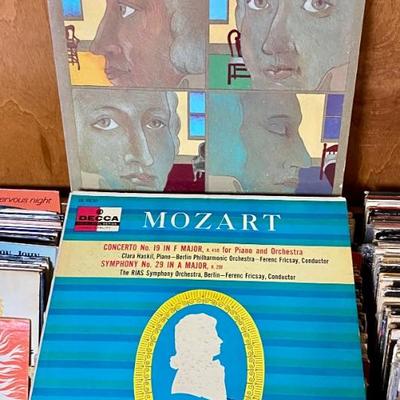 ervous night
DECCA
MOZART
CONCERTO No. 19 IN F MAJOR, K. 459 for Piano and Orchestra
Clara Haskil, Piano—Berlin Philharmonic Orchestra—Ferenc Fricsay, Conductor
SYMPHONY No. 29 IN A MAJOR, K. 201
The RIAS Symphony Orchestra, Berlin—Ferenc Fricsay, Conductor